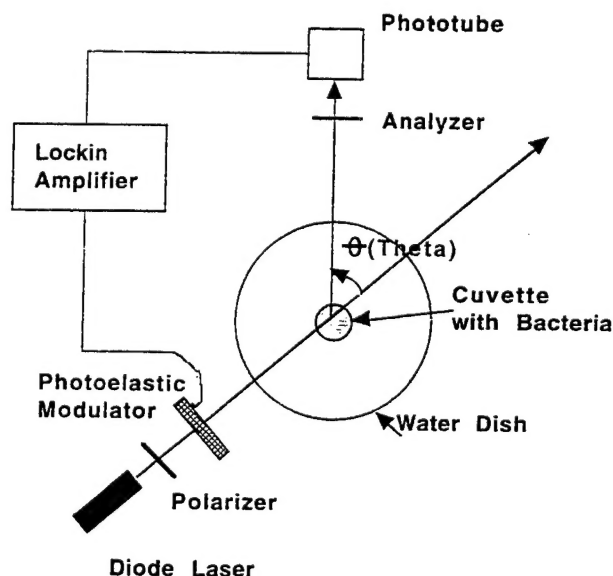 Phototube
Analyzer
Lockin
Amplifier
θ(Theta)
Cuvette
with Bacteria
Photoelastic
Modulator
Water Dish
Polarizer
Diode Laser